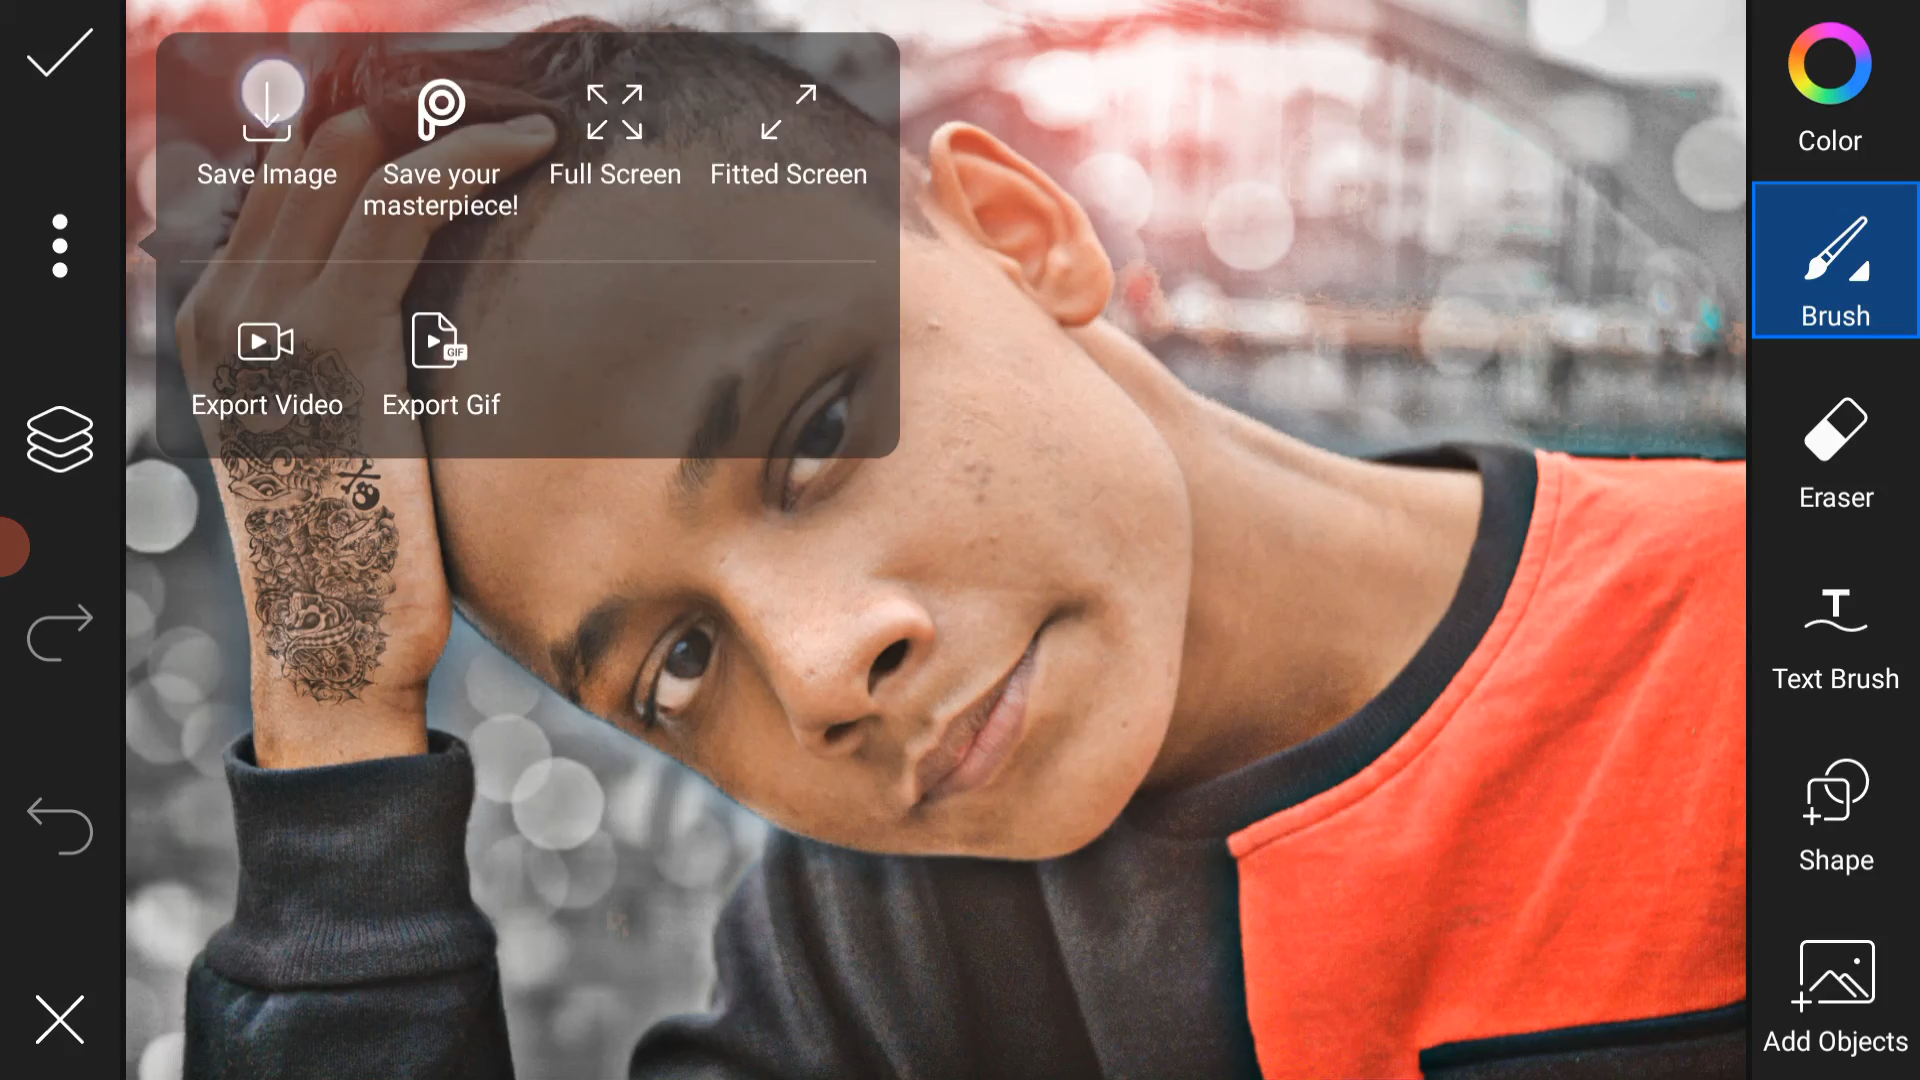 Save Image
Save your
masterpiece!
Full Screen
Fitted Screen
Export Video
GIF
Export Gif
Color
Brush
Eraser
T
Text Brush
Shape
Add Objects